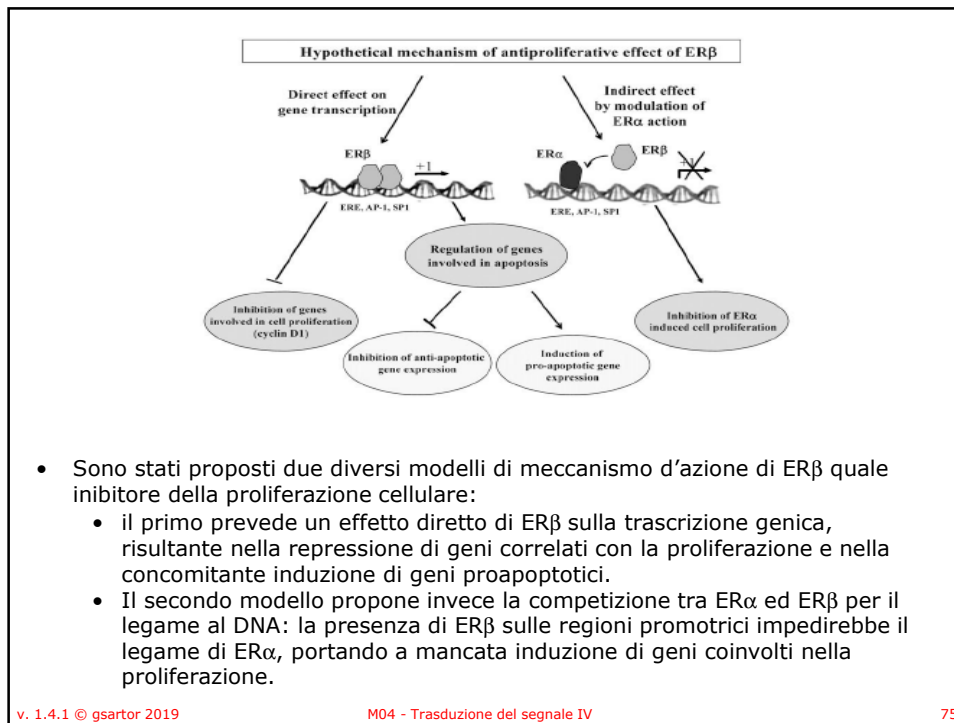 Hypothetical mechanism of antiproliferative effect of ERβ
Direct effect on
gene transcription
Indirect effect
by modulation of
ERα action
ERβ
+1
ERE, AP-1, SP1
ERα
ERβ
+1
ERE, AP-1, SP1
Regulation of genes
involved in apoptosis
Inhibition of genes
involved in cell proliferation
(cyclin D1)
Inhibition of anti-apoptotic
gene expression
Induction of
pro-apoptotic gene
expression
Inhibition of ERα
induced cell proliferation
• Sono stati proposti due diversi modelli di meccanismo d'azione di ERβ quale
inibitore della proliferazione cellulare:
• il primo prevede un effetto diretto di ERβ sulla trascrizione genica,
risultante nella repressione di geni correlati con la proliferazione e nella
concomitante induzione di geni proapoptotici.
• Il secondo modello propone invece la competizione tra ERα ed ERβ per il
legame al DNA: la presenza di ERβ sulle regioni promotrici impedirebbe il
legame di ERα, portando a mancata induzione di geni coinvolti nella
proliferazione.
v. 1.4.1 © gsartor 2019
M04 - Trasduzione del segnale IV
75